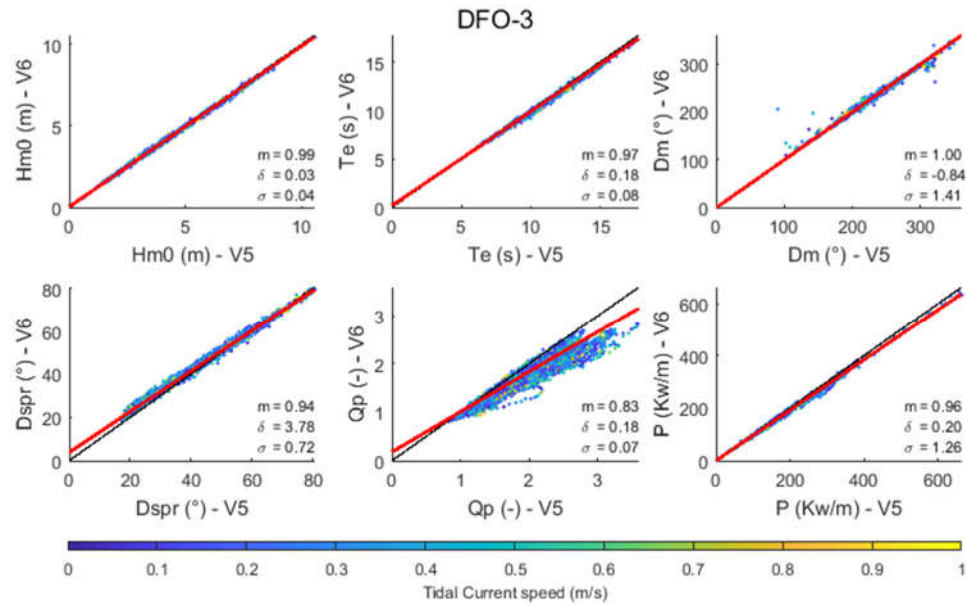 DFO-3
10
5
0
0 5 10
Hm0 (m) - V6
Hm0 (m) - V5
m = 0.99
δ = 0.03
σ = 0.04
15
10
5
0
0 5 10 15
Te (s) - V6
Te (s) - V5
m = 0.97
δ = 0.18
σ = 0.08
300
200
100
0
0 100 200 300
Dm (°) - V6
Dm (°) - V5
m = 1.00
δ = -0.84
σ = 1.41
80
60
40
20
0
0 20 40 60 80
Dspr (°) - V6
Dspr (°) - V5
m = 0.94
δ = 3.78
σ = 0.72
3
2
1
0
0 1 2 3
Qp (-) - V6
Qp (-) - V5
m = 0.83
δ = 0.18
σ = 0.07
600
400
200
0
0 200 400 600
P (Kw/m) - V6
P (Kw/m) - V5
m = 0.96
δ = 0.20
σ = 1.26
0 0.1 0.2 0.3 0.4 0.5 0.6 0.7 0.8 0.9 1
Tidal Current speed (m/s)